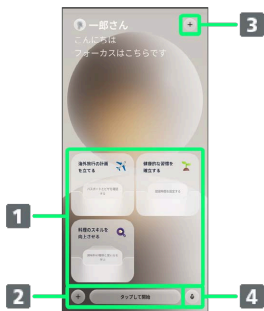 一郎さん
+
3
こんにちは
フォーカスはこちらです
海外旅行の計画
を立てる
健康的な習慣を
確立する
料理のスキルを
向上させる
1
2
+
タップして開始
4